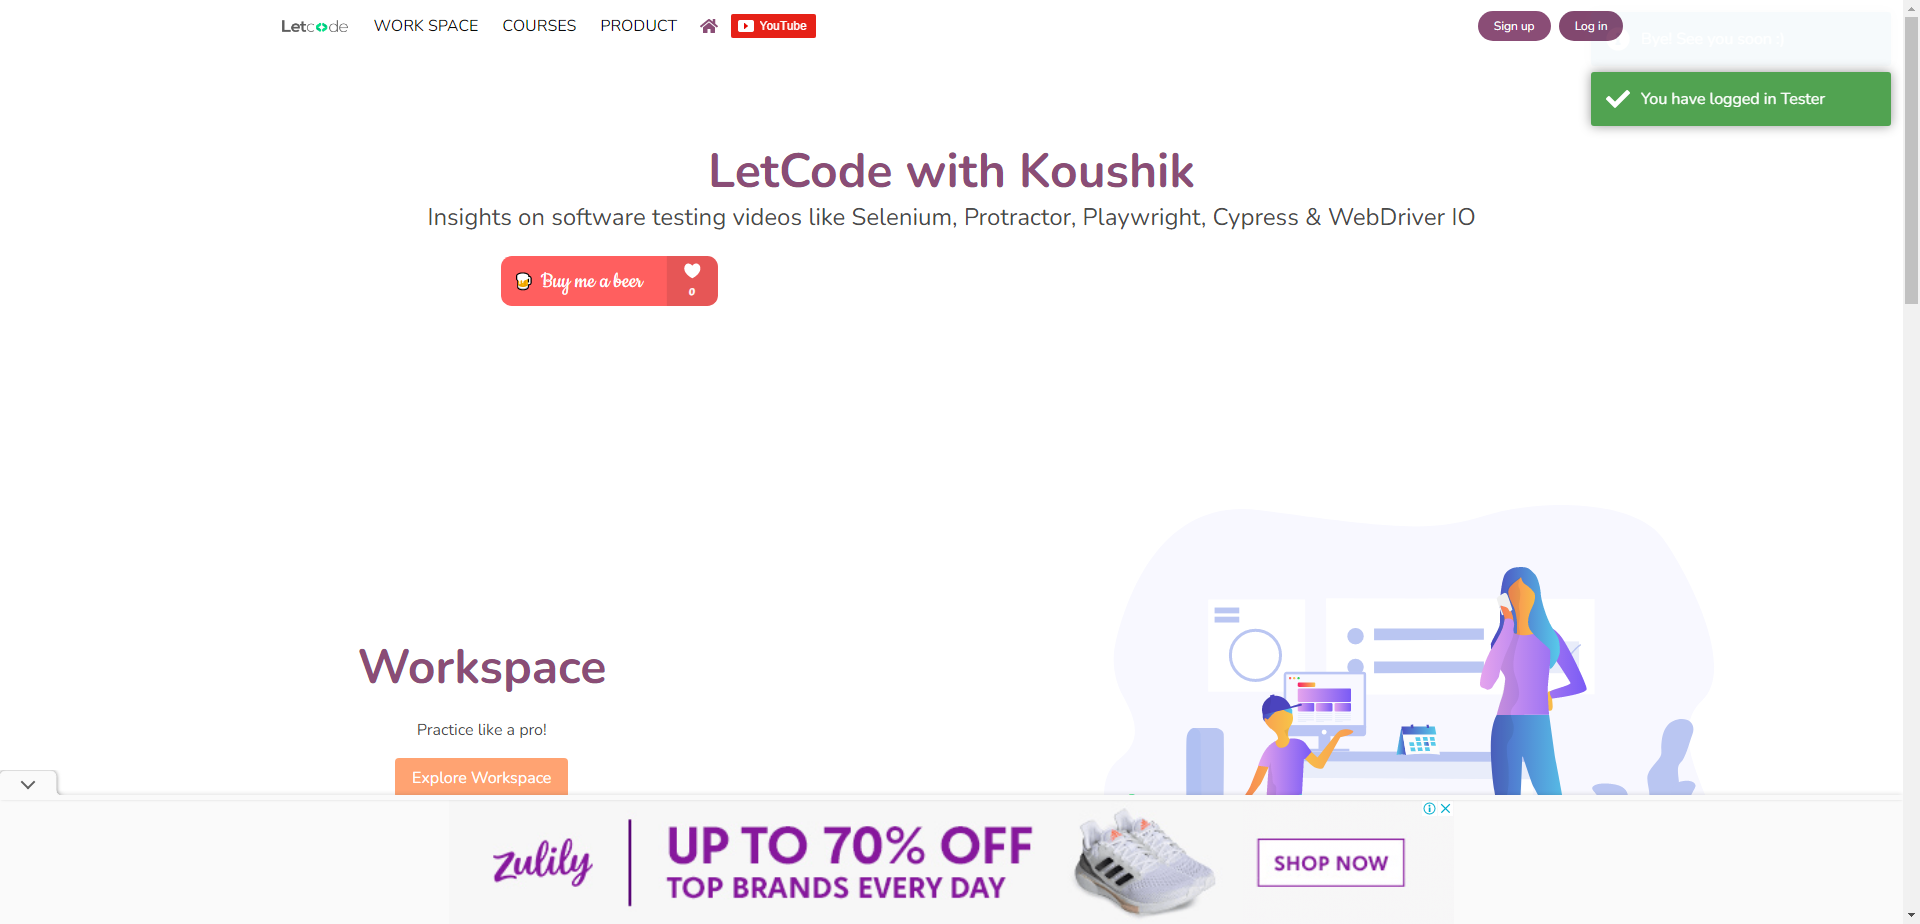 Letcode
WORK SPACE
COURSES
PRODUCT
YouTube
Sign up
Log in
Bye! See you soon :)
You have logged in Tester
LetCode with Koushik
Insights on software testing videos like Selenium, Protractor, Playwright, Cypress & WebDriver IO
Buy me a beer
0
Workspace
Practice like a pro!
Explore Workspace
zulily
UP TO 70% OFF
TOP BRANDS EVERY DAY
SHOP NOW